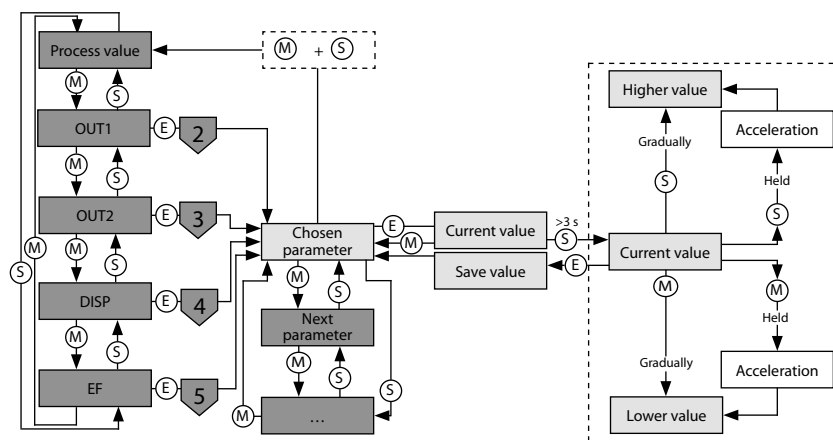 Process value
M + S
M S
OUT1 E 2
M S
OUT2 E 3
M S
DISP E 4
M S
EF E 5
S M
Chosen parameter
E
M
Current value
Save value
>3 s
S
E
M S
Next parameter
M S
...
M S
Higher value
Acceleration
Gradually
Held
S S
Current value
M M
Held
Gradually
Acceleration
Lower value